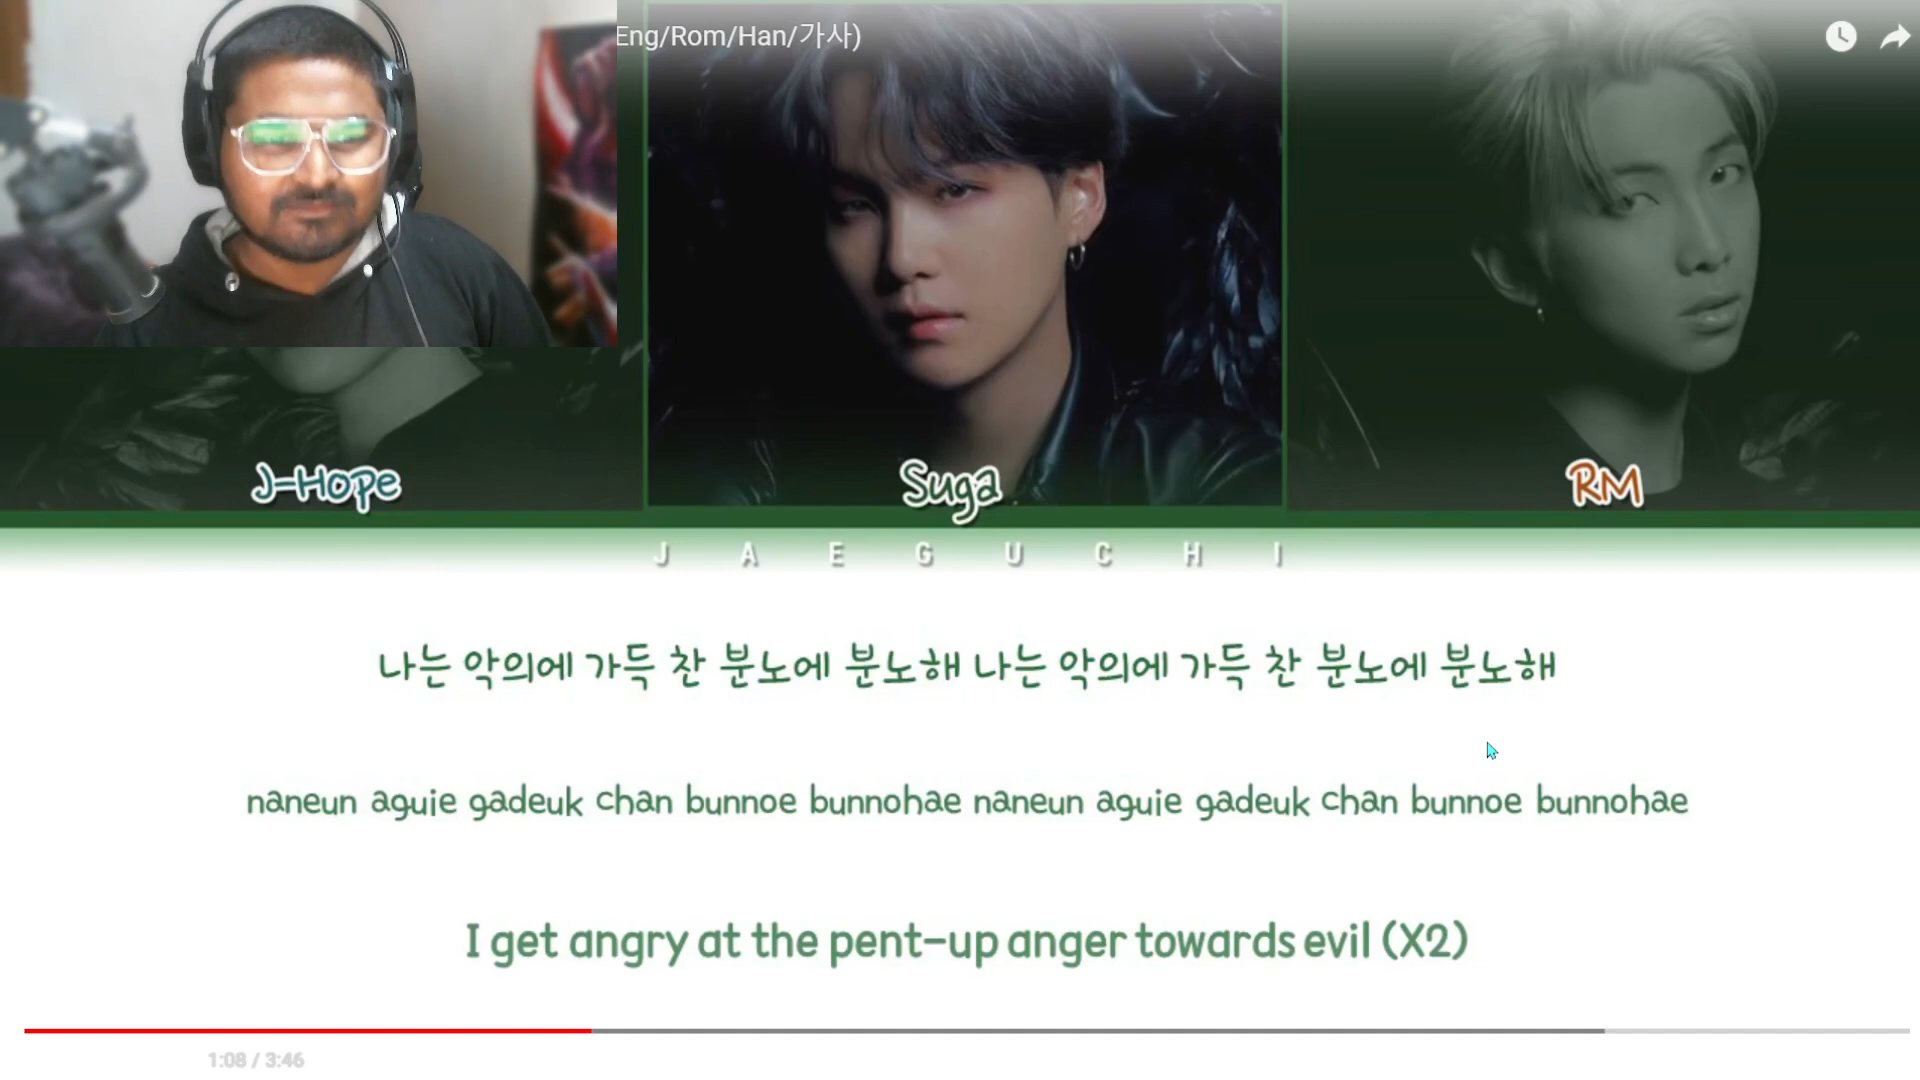 Eng/Rom/Han/가사)
J-Hope
Suga
RM
JAEGUCHI
나는 악의에 가득 찬 분노에 분노해 나는 악의에 가득 찬 분노에 분노해
naneun aguie gadeuk chan bunnoe bunnohae naneun aguie gadeuk chan bunnoe bunnohae
I get angry at the pent-up anger towards evil (X2)
1:08 / 3:46